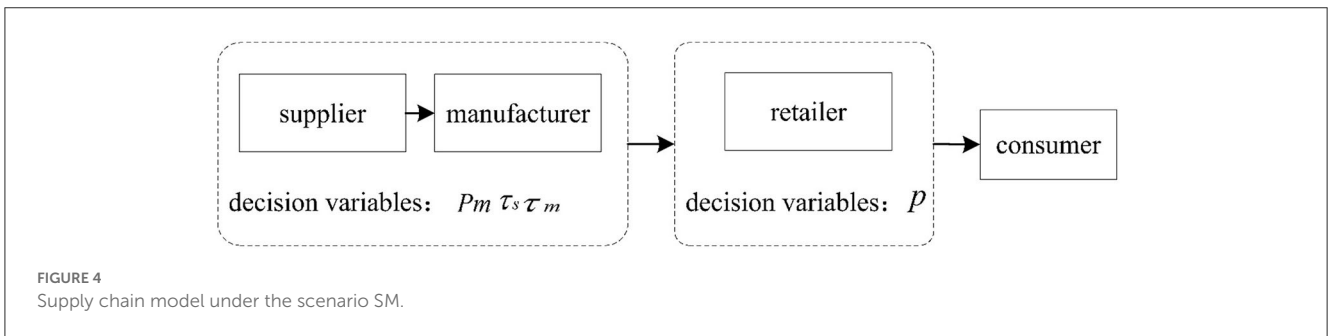 supplier
manufacturer
retailer
consumer
decision variables： Pm τs τm
decision variables： p
FIGURE 4
Supply chain model under the scenario SM.